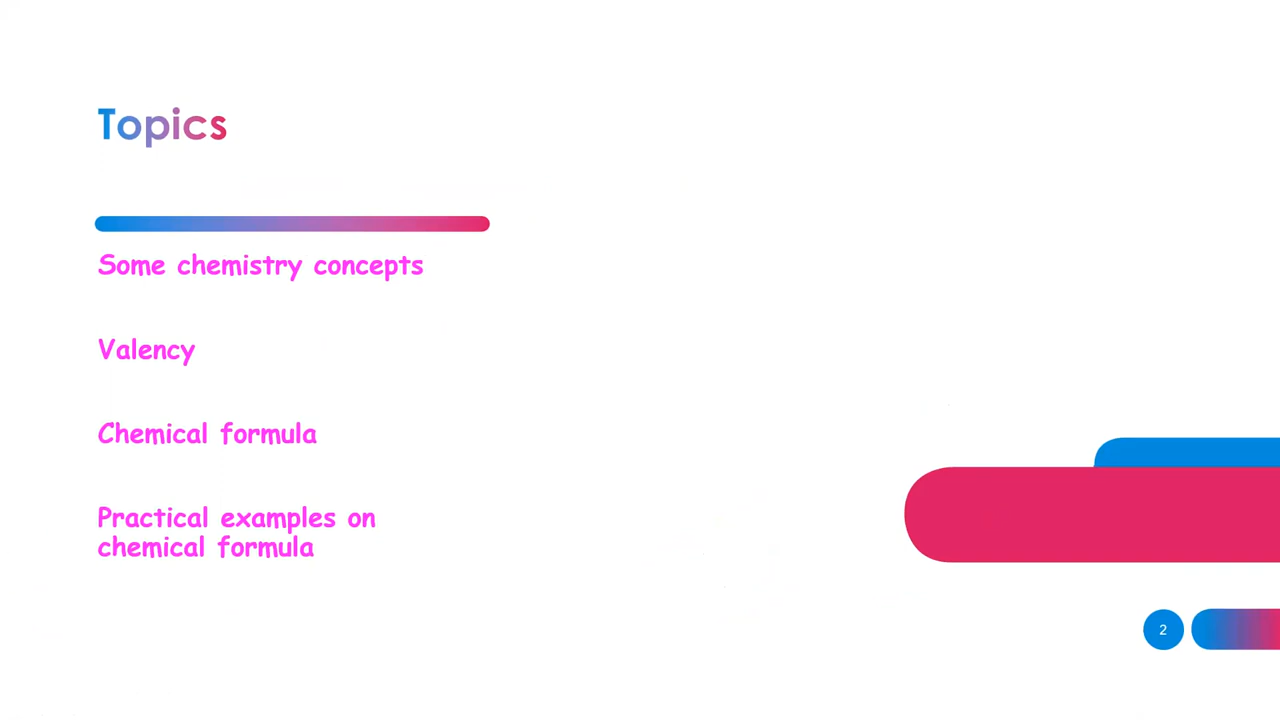 Topics
Some chemistry concepts
Valency
Chemical formula
Practical examples on
chemical formula
2